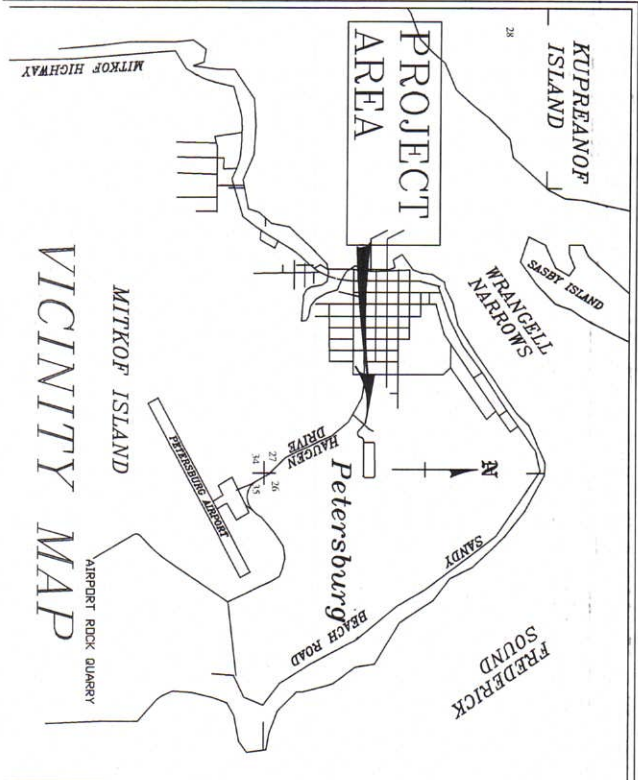 KUPREANOF
ISLAND
28
PROJECT
AREA
SASBY ISLAND
WRANGELL
NARROWS
MITKOF HIGHWAY
N
SANDY
BEACH ROAD
FREDERICK
SOUND
Petersburg
HAUGEN
DRIVE
27 26
34 35
MITKOF ISLAND
PETERSBURG AIRPORT
AIRPORT ROCK QUARRY
VICINITY MAP